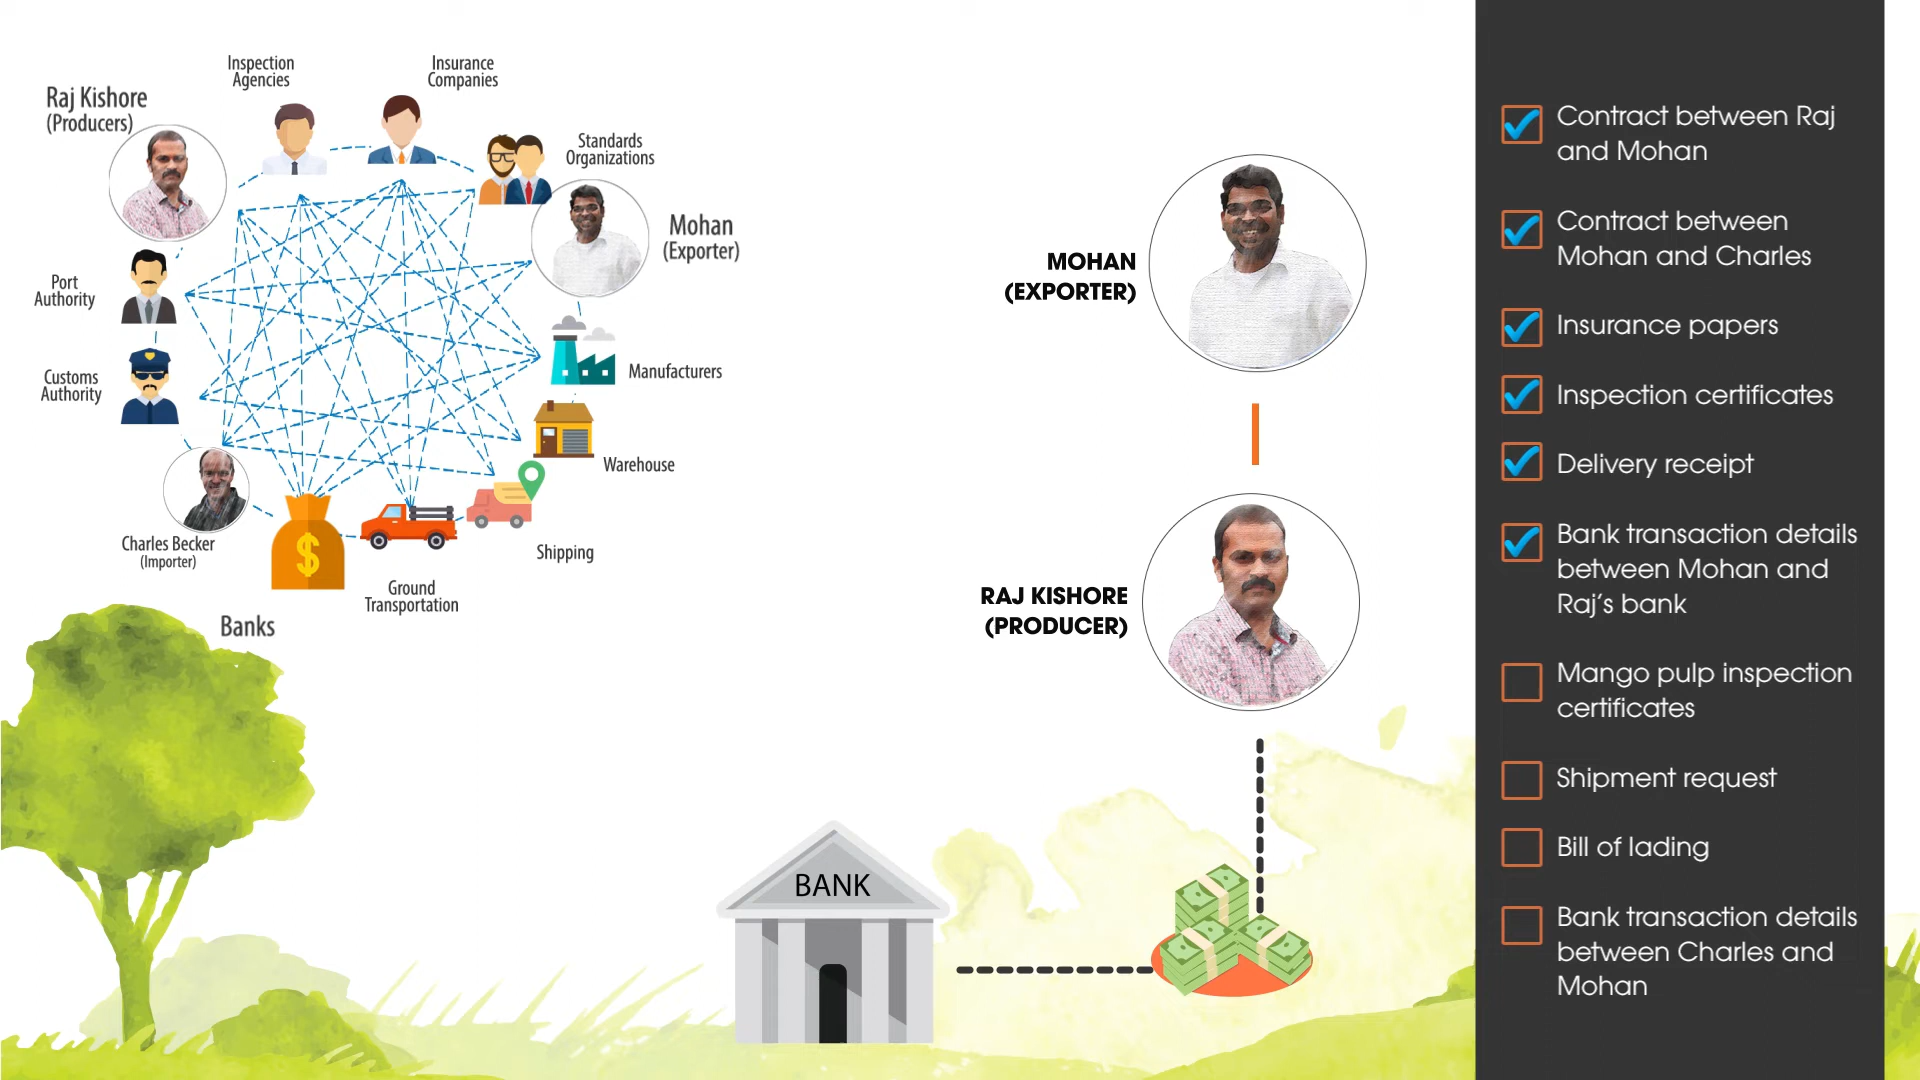 Inspection
Agencies
Insurance
Companies
Raj Kishore
(Producers)
Standards
Organizations
Mohan
(Exporter)
Port
Authority
Manufacturers
Customs
Authority
Warehouse
Charles Becker
(Importer)
Shipping
Ground
Transportation
Banks
$
MOHAN
(EXPORTER)
RAJ KISHORE
(PRODUCER)
BANK
Contract between Raj
and Mohan
Contract between
Mohan and Charles
Insurance papers
Inspection certificates
Delivery receipt
Bank transaction details
between Mohan and
Raj's bank
Mango pulp inspection
certificates
Shipment request
Bill of lading
Bank transaction details
between Charles and
Mohan